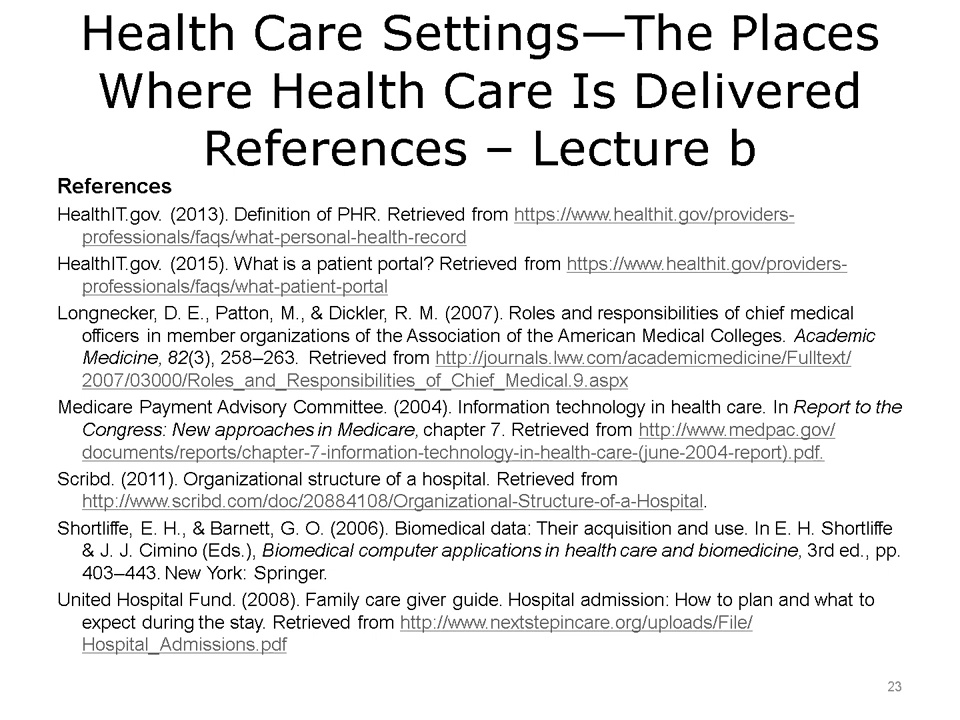 Health Care Settings—The Places
Where Health Care Is Delivered
References – Lecture b
References
HealthIT.gov. (2013). Definition of PHR. Retrieved from https://www.healthit.gov/providers-
professionals/faqs/what-personal-health-record
HealthIT.gov. (2015). What is a patient portal? Retrieved from https://www.healthit.gov/providers-
professionals/faqs/what-patient-portal
Longnecker, D. E., Patton, M., & Dickler, R. M. (2007). Roles and responsibilities of chief medical
officers in member organizations of the Association of the American Medical Colleges. Academic
Medicine, 82(3), 258–263. Retrieved from http://journals.lww.com/academicmedicine/Fulltext/
2007/03000/Roles_and_Responsibilities_of_Chief_Medical.9.aspx
Medicare Payment Advisory Committee. (2004). Information technology in health care. In Report to the
Congress: New approaches in Medicare, chapter 7. Retrieved from http://www.medpac.gov/
documents/reports/chapter-7-information-technology-in-health-care-(june-2004-report).pdf.
Scribd. (2011). Organizational structure of a hospital. Retrieved from
http://www.scribd.com/doc/20884108/Organizational-Structure-of-a-Hospital.
Shortliffe, E. H., & Barnett, G. O. (2006). Biomedical data: Their acquisition and use. In E. H. Shortliffe
& J. J. Cimino (Eds.), Biomedical computer applications in health care and biomedicine, 3rd ed., pp.
403–443. New York: Springer.
United Hospital Fund. (2008). Family care giver guide. Hospital admission: How to plan and what to
expect during the stay. Retrieved from http://www.nextstepincare.org/uploads/File/
Hospital_Admissions.pdf
23